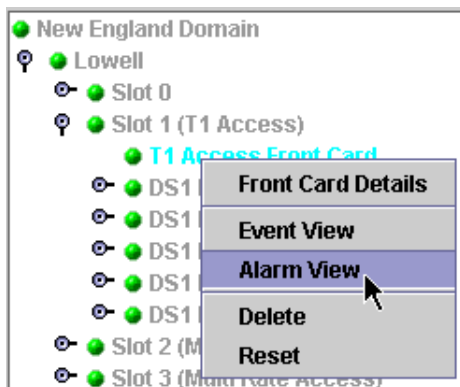 New England Domain
Lowell
Slot 0
Slot 1 (T1 Access)
T1 Access Front Card
Front Card Details
DS1
DS1
Event View
DS1
Alarm View
DS1
DS1
Delete
Slot 2 (M
Reset
Slot 3 (Multi Rate Access)